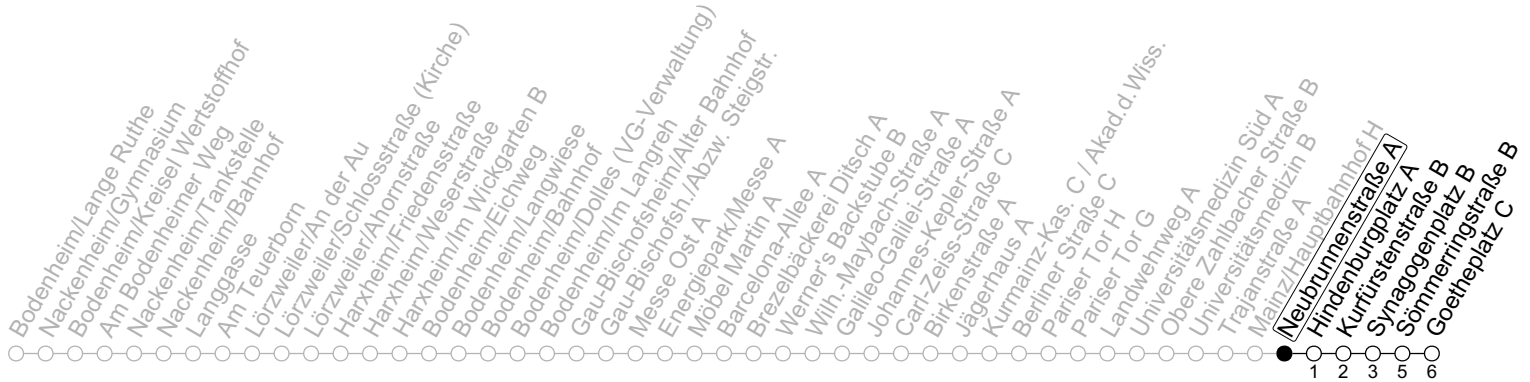 Bodenheim/Lange Ruthe
Nackenheim/Gymnasium
Bodenheim/Kreisel Wertstoffhof
Am Bodenheimer Weg
Nackenheim/Tankstelle
Nackenheim/Bahnhof
Langgasse
Am Teuerborn
Lörzweiler/An der Au
Lörzweiler/Schlossstraße (Kirche)
Lörzweiler/Ahornstraße
Harxheim/Friedensstraße
Harxheim/Weserstraße
Harxheim/Im Wickgarten B
Bodenheim/Eichweg
Bodenheim/Langwiese
Bodenheim/Bahnhof
Bodenheim/Dolles (VG-Verwaltung)
Bodenheim/Im Langreh
Gau-Bischofsheim/Alter Bahnhof
Gau-Bischofsh/Abzw. Steigstr.
Messe Ost A
Energiepark/Messe A
Möbel Martin A
Barcelona-Allee A
Brezelbäckerei Ditsch A
Werner's Backstube B
Wilh.-Maybach-Straße A
Galileo-Galilei-Straße A
Johannes-Kepler-Straße A
Carl-Zeiss-Straße C
Birkenstraße A
Jägerhaus A
Kurmainz-Kas. C / Akad.d.Wiss.
Berliner Straße C
Pariser Tor H
Pariser Tor G
Landwehrweg A
Universitätsmedizin Süd A
Obere Zahlbacher Straße B
Universitätsmedizin B
Trajanstraße A
Mainz/Hauptbahnhof H
Neubrunnenstraße A
Hindenburgplatz A
Kurfürstenstraße B
Synagogenplatz B
Sömmerringstraße B
Goetheplatz C
1 2 3 5 6